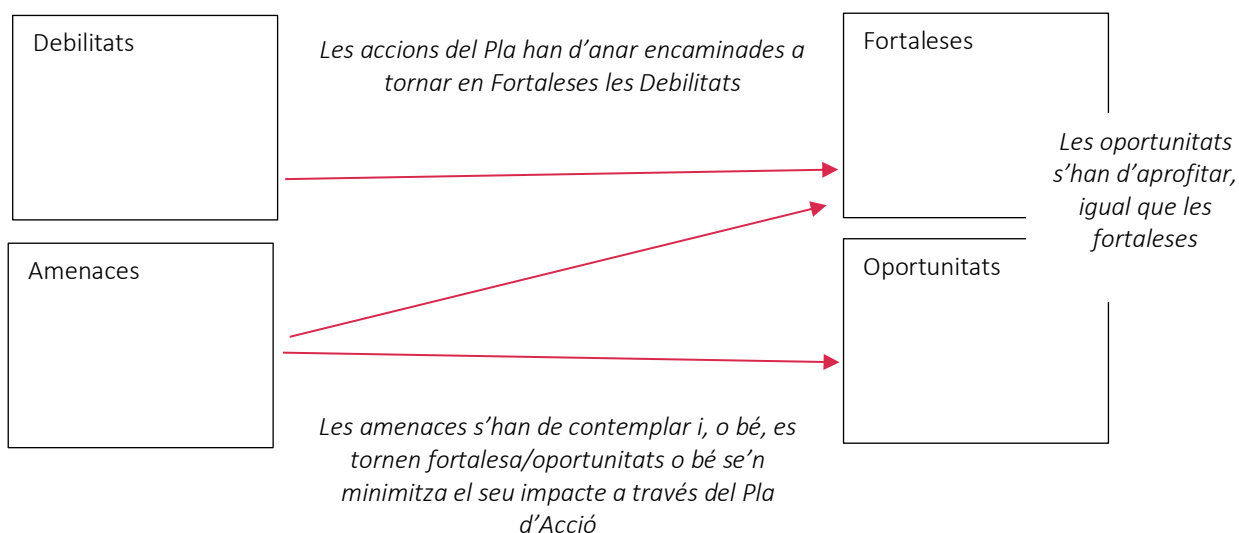 Debilitats
Les accions del Pla han d’anar encaminades a
tornar en Fortaleses les Debilitats
Fortaleses
Les oportunitats
s’han d’aprofitar,
igual que les
fortaleses
Amenaces
Oportunitats
Les amenaces s’han de contemplar i, o bé, es
tornen fortalesa/oportunitats o bé se’n
minimitza el seu impacte a través del Pla
d’Acció